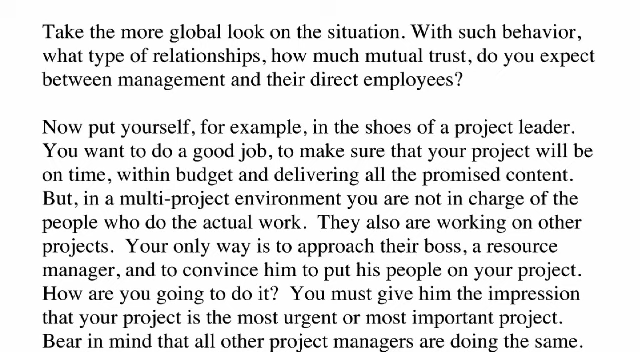 Take the more global look on the situation. With such behavior,
what type of relationships, how much mutual trust, do you expect
between management and their direct employees?
Now put yourself, for example, in the shoes of a project leader.
You want to do a good job, to make sure that your project will be
on time, within budget and delivering all the promised content.
But, in a multi-project environment you are not in charge of the
people who do the actual work.  They also are working on other
projects.  Your only way is to approach their boss, a resource
manager, and to convince him to put his people on your project.
How are you going to do it?  You must give him the impression
that your project is the most urgent or most important project.
Bear in mind that all other project managers are doing the same.